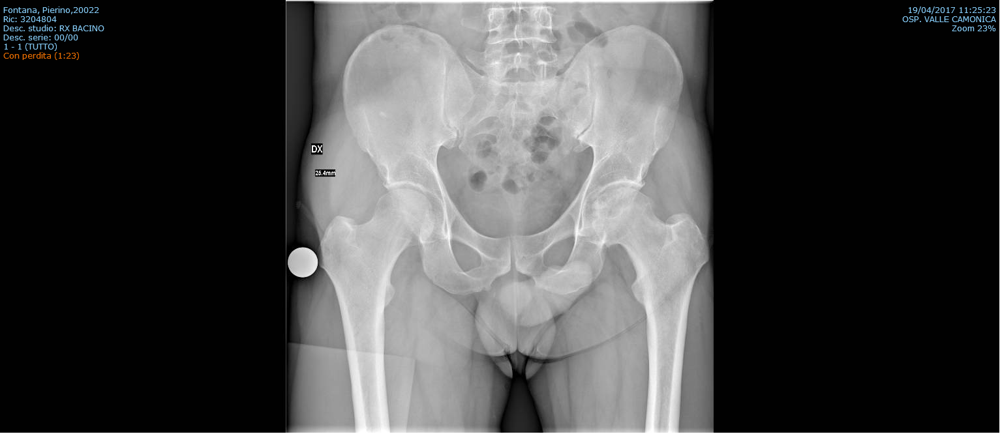 Fontana, Pierino,20022
Ric: 3204804
Desc. studio: RX BACINO
Desc. serie: 00/00
1 - 1 (TUTTO)
Con perdita (1:23)
19/04/2017 11:25:23
OSP. VALLE CAMONICA
Zoom 23%
DX
25.4mm